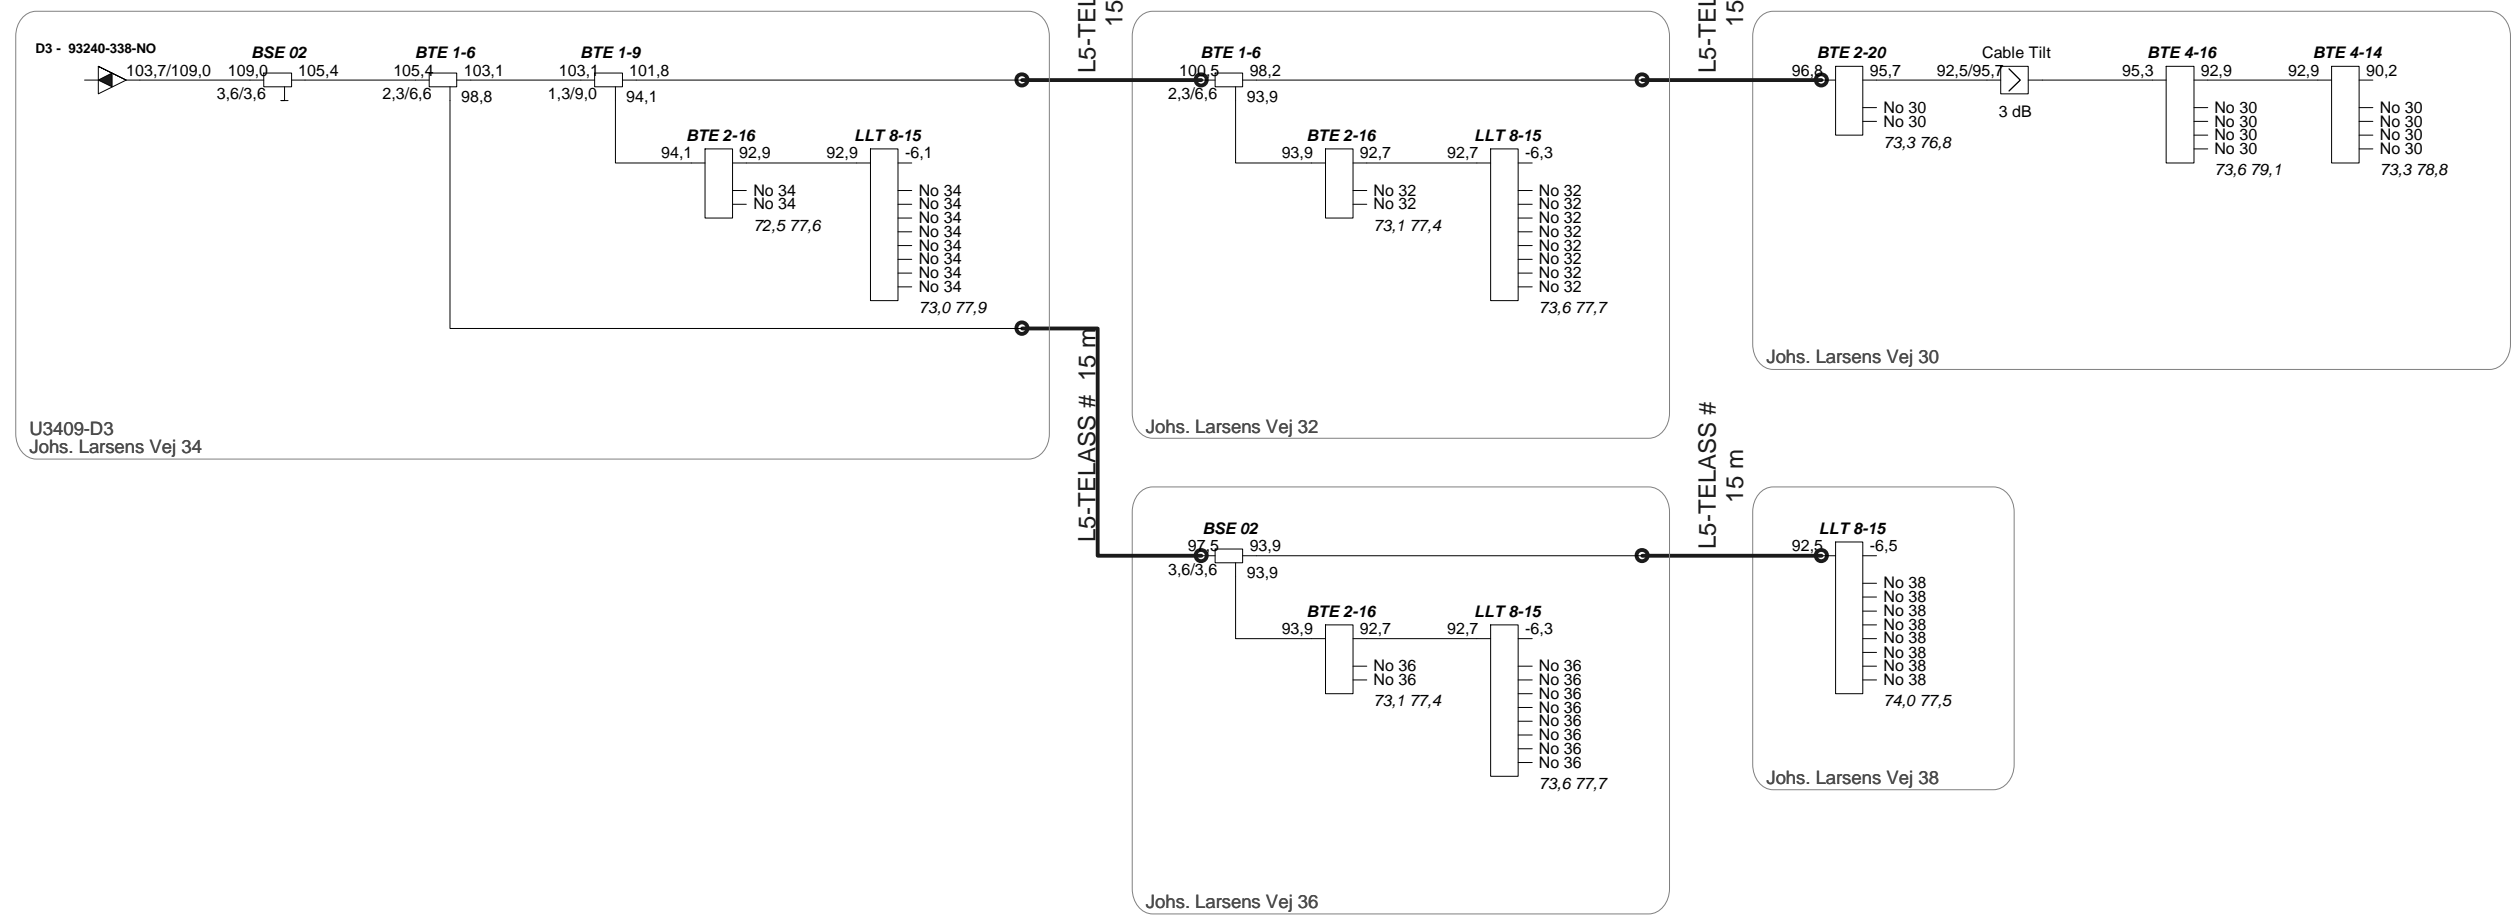 D3 - 93240-338-NO
103,7/109,0
BSE 02
109,0
105,4
3,6/3,6
BTE 1-6
105,4
103,1
2,3/6,6
98,8
BTE 1-9
103,1
101,8
1,3/9,0
94,1
BTE 2-16
94,1
92,9
No 34
No 34
72,5 77,6
LLT 8-15
92,9
-6,1
No 34
No 34
No 34
No 34
No 34
No 34
No 34
No 34
73,0 77,9
U3409-D3
Johs. Larsens Vej 34
L5-TEL
15
BTE 1-6
100,5
98,2
2,3/6,6
93,9
BTE 2-16
93,9
92,7
No 32
No 32
73,1 77,4
LLT 8-15
92,7
-6,3
No 32
No 32
No 32
No 32
No 32
No 32
No 32
No 32
73,6 77,7
Johs. Larsens Vej 32
L5-TEL
15
BTE 2-20
96,8
95,7
No 30
No 30
73,3 76,8
Cable Tilt
92,5/95,7
3 dB
BTE 4-16
95,3
92,9
No 30
No 30
No 30
No 30
73,6 79,1
BTE 4-14
92,9
90,2
No 30
No 30
No 30
No 30
73,3 78,8
Johs. Larsens Vej 30
L5-TELASS # 15 m
BSE 02
97,5
93,9
3,6/3,6
93,9
BTE 2-16
93,9
92,7
No 36
No 36
73,1 77,4
LLT 8-15
92,7
-6,3
No 36
No 36
No 36
No 36
No 36
No 36
No 36
No 36
73,6 77,7
Johs. Larsens Vej 36
L5-TELASS #
15 m
LLT 8-15
92,5
-6,5
No 38
No 38
No 38
No 38
No 38
No 38
No 38
No 38
74,0 77,5
Johs. Larsens Vej 38